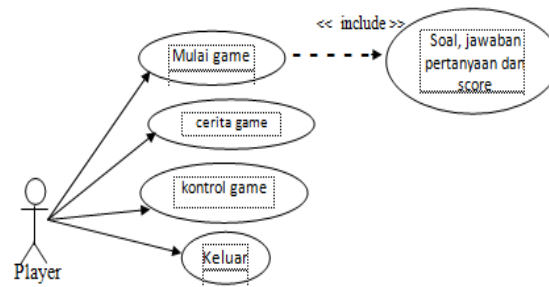 << include >>
Mulai game
Soal, jawaban
pertanyaan dan
score
cerita game
kontrol game
Keluar
Player